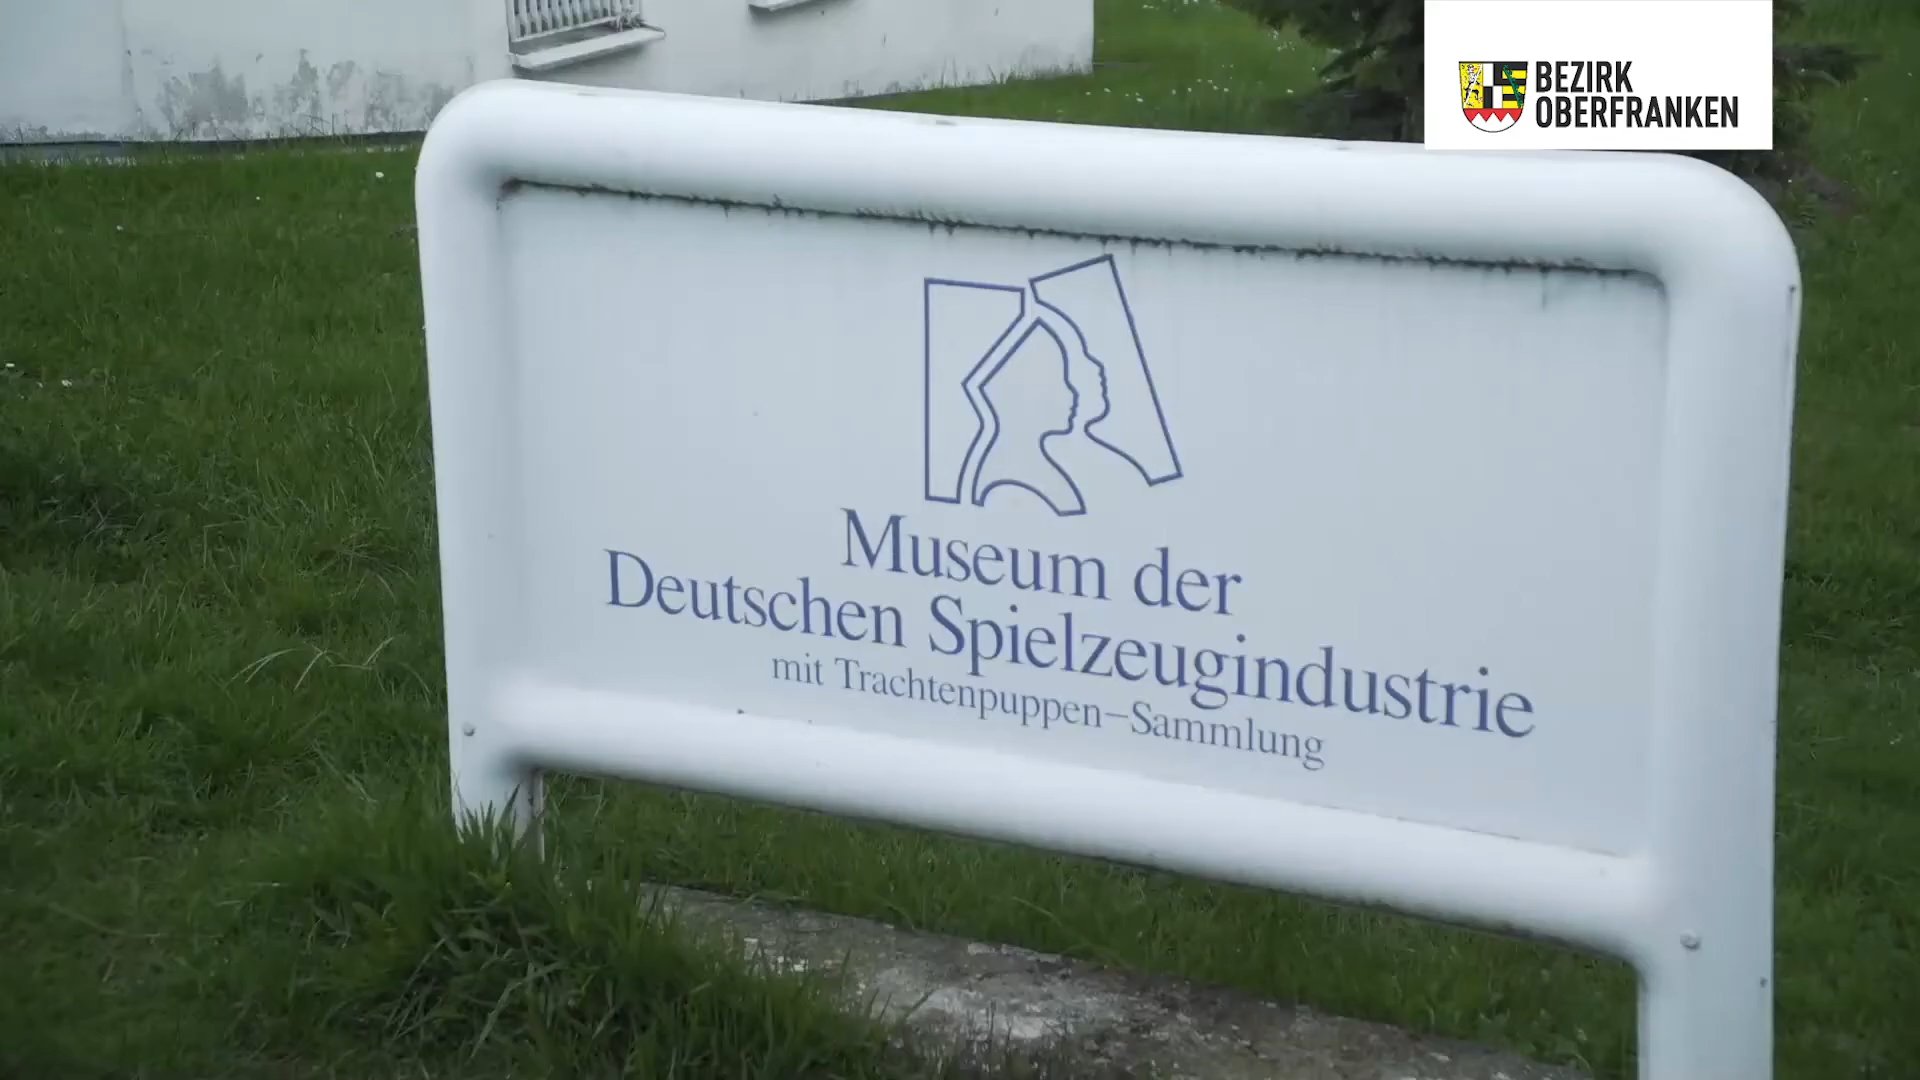 BEZIRK
OBERFRANKEN
Museum der
Deutschen Spielzeugindustrie
mit Trachtenpuppen-Sammlung